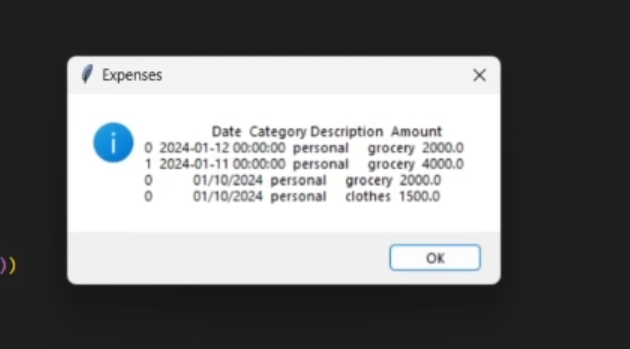 Expenses
Date Category Description Amount
0 2024-01-12 00:00:00 personal grocery 2000.0
1 2024-01-11 00:00:00 personal grocery 4000.0
0 01/10/2024 personal grocery 2000.0
0 01/10/2024 personal clothes 1500.0
))
OK